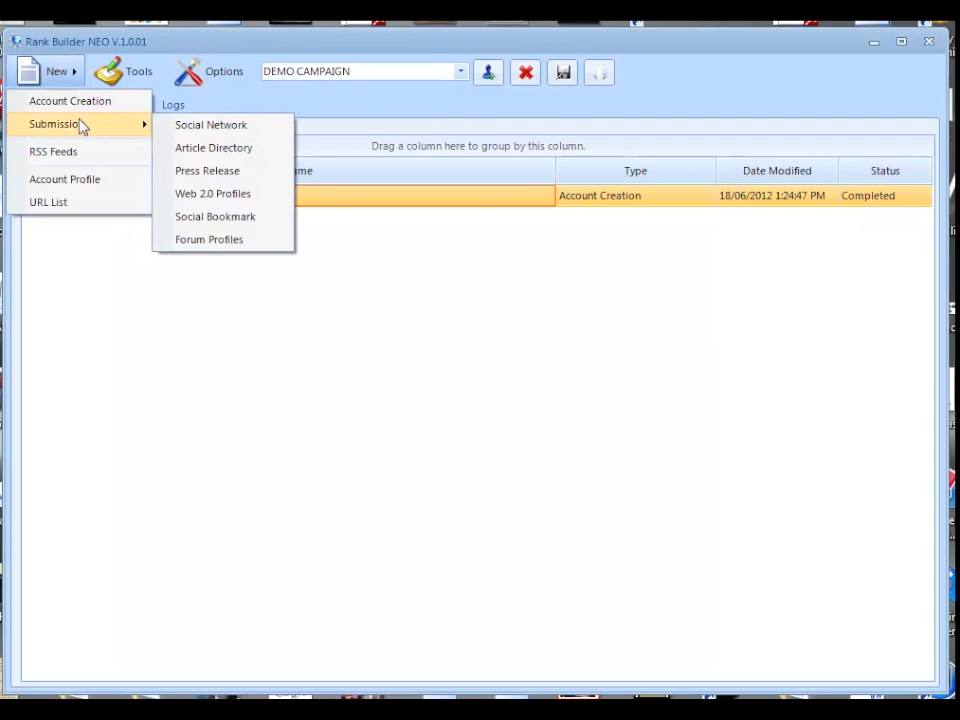 Rank Builder NEO V.1.0.01
New
Tools
Options
DEMO CAMPAIGN
Account Creation
Logs
Submissio
Social Network
Article Directory
Drag a column here to group by this column.
RSS Feeds
Press Release
Type
Date Modified
Status
Account Profile
Web 2.0 Profiles
Account Creation
18/06/2012 1:24:47 PM
Completed
URL List
Social Bookmark
Forum Profiles